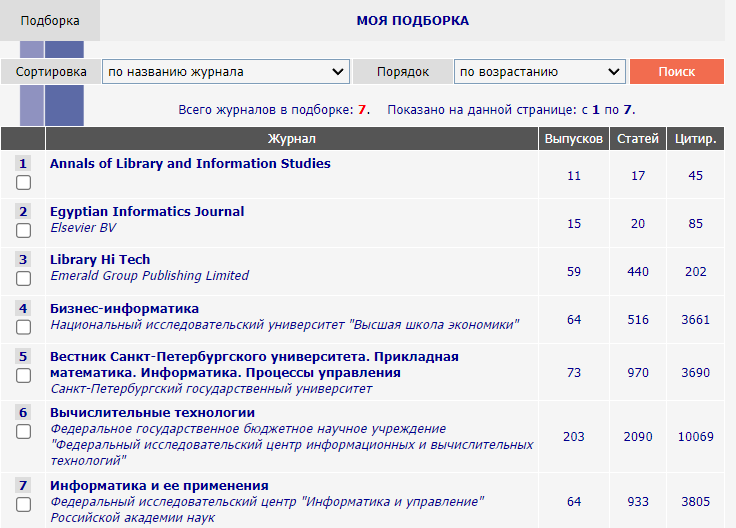 Подборка МОЯ ПОДБОРКА
Сортировка по названию журнала Порядок по возрастанию Поиск
Всего журналов в подборке: 7. Показано на данной странице: с 1 по 7.
Журнал Выпусков Статей Цитир.
1 Annals of Library and Information Studies 11 17 45
2 Egyptian Informatics Journal
Elsevier BV 15 20 85
3 Library Hi Tech
Emerald Group Publishing Limited 59 440 202
4 Бизнес-информатика
Национальный исследовательский университет "Высшая школа экономики" 64 516 3661
5 Вестник Санкт-Петербургского университета. Прикладная
математика. Информатика. Процессы управления 73 970 3690
Санкт-Петербургский государственный университет
6 Вычислительные технологии
Федеральное государственное бюджетное научное учреждение
"Федеральный исследовательский центр информационных и вычислительных 203 2090 10069
технологий"
7 Информатика и ее применения
Федеральный исследовательский центр "Информатика и управление" 64 933 3805
Российской академии наук